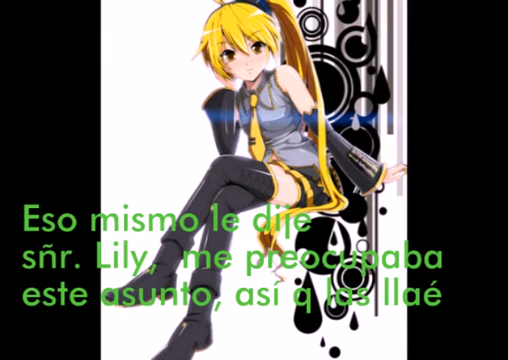 Eso mismo le dije
sñr. Lily, me preocupaba
este asunto, así q las llaé